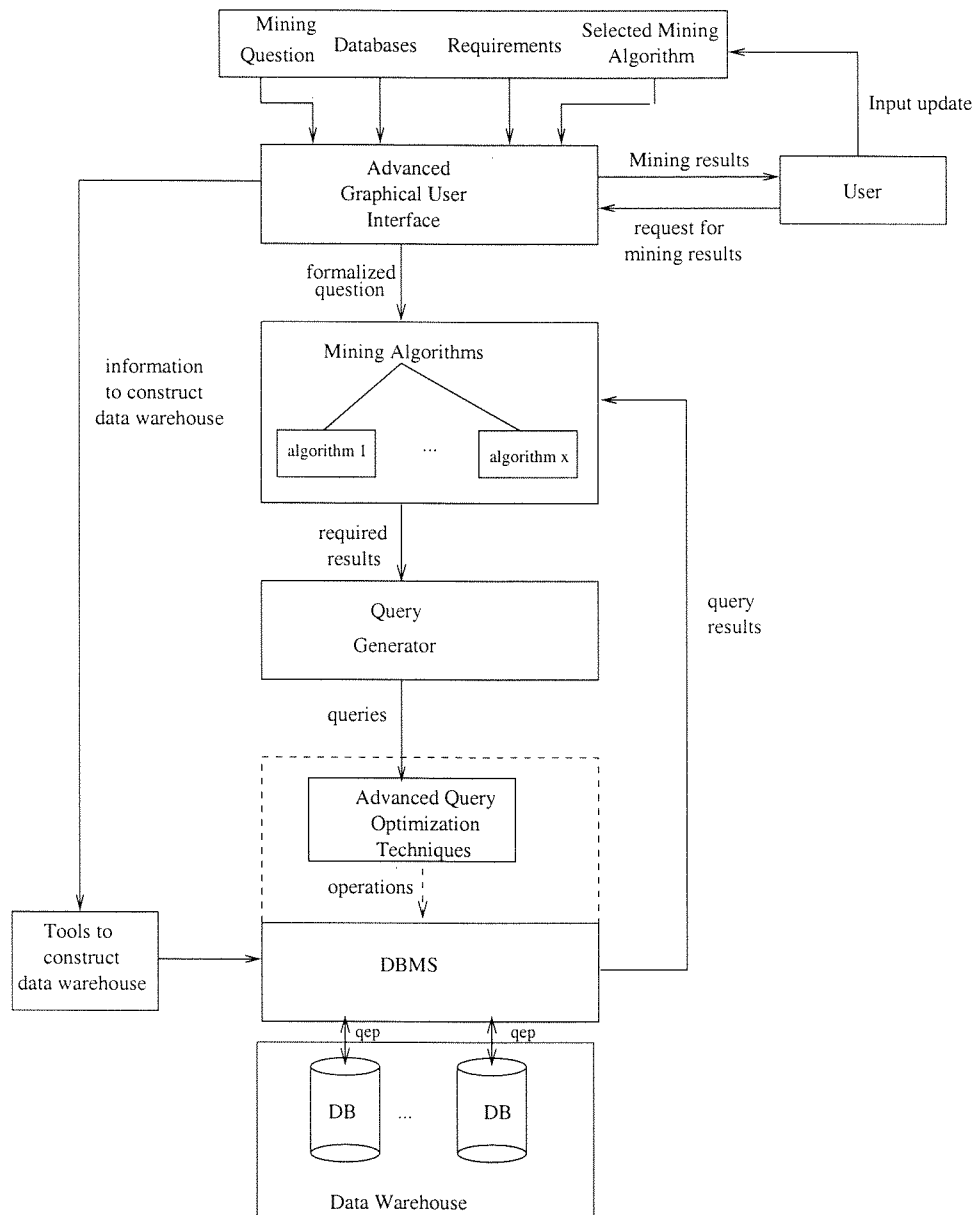 Mining
Question
Databases
Requirements
Selected Mining
Algorithm
Input update
Advanced
Graphical User
Interface
Mining results
User
request for
mining results
formalized
question
Mining Algorithms
algorithm 1
...
algorithm x
information
to construct
data warehouse
required
results
Query
Generator
query
results
queries
Advanced Query
Optimization
Techniques
operations
Tools to
construct
data warehouse
DBMS
qep
qep
DB
...
DB
Data Warehouse